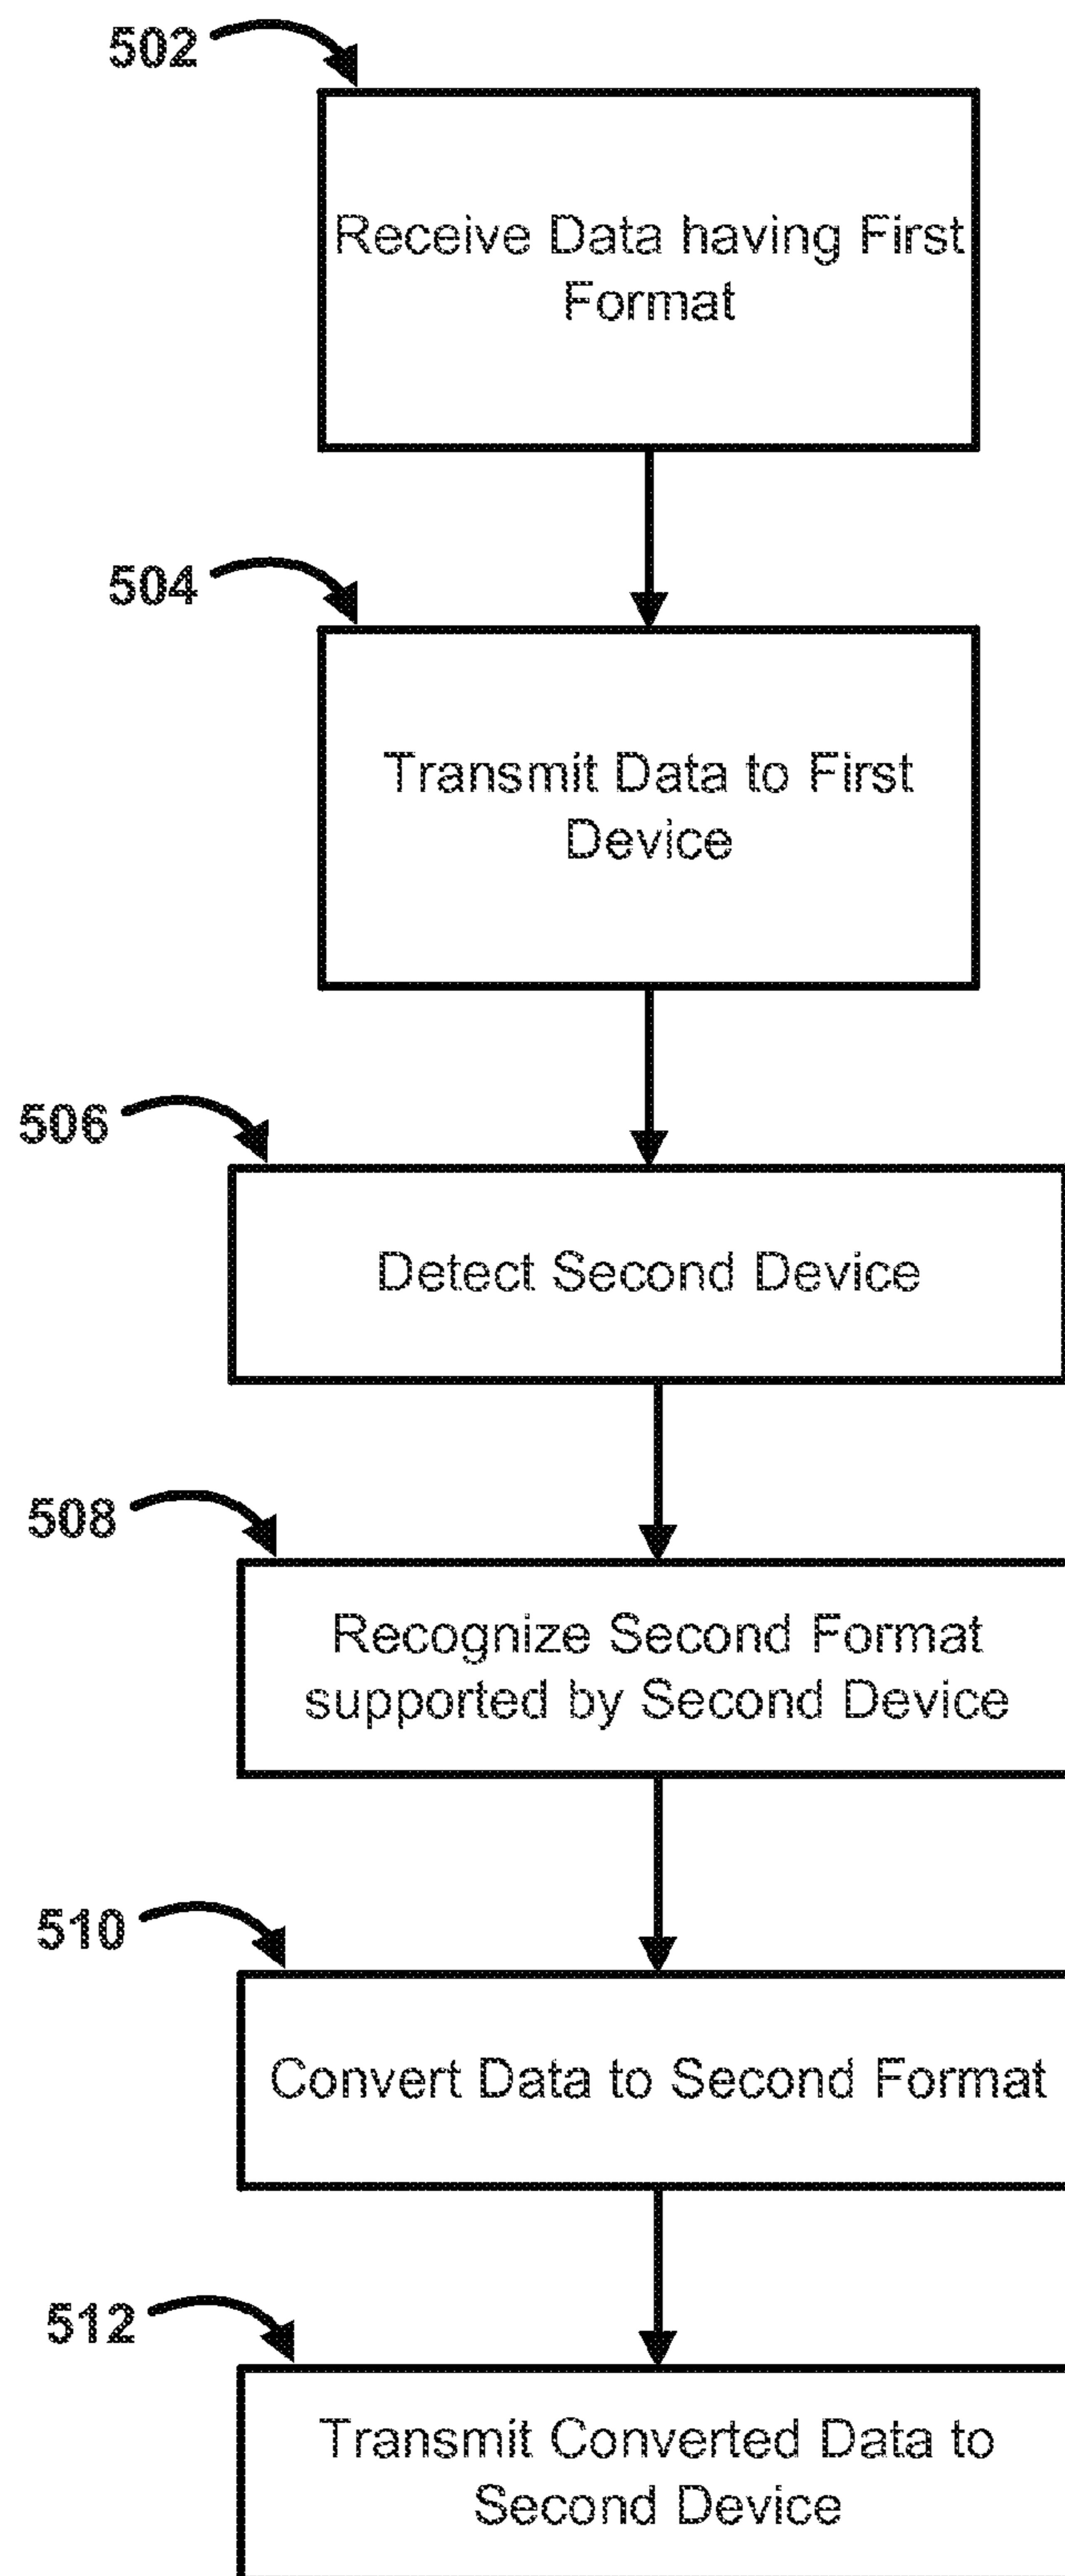 502
Receive Data having First
Format
504
Transmit Data to First
Device
506
Detect Second Device
508
Recognize Second Format
supported by Second Device
510
Convert Data to Second Format
512
Transmit Converted Data to
Second Device